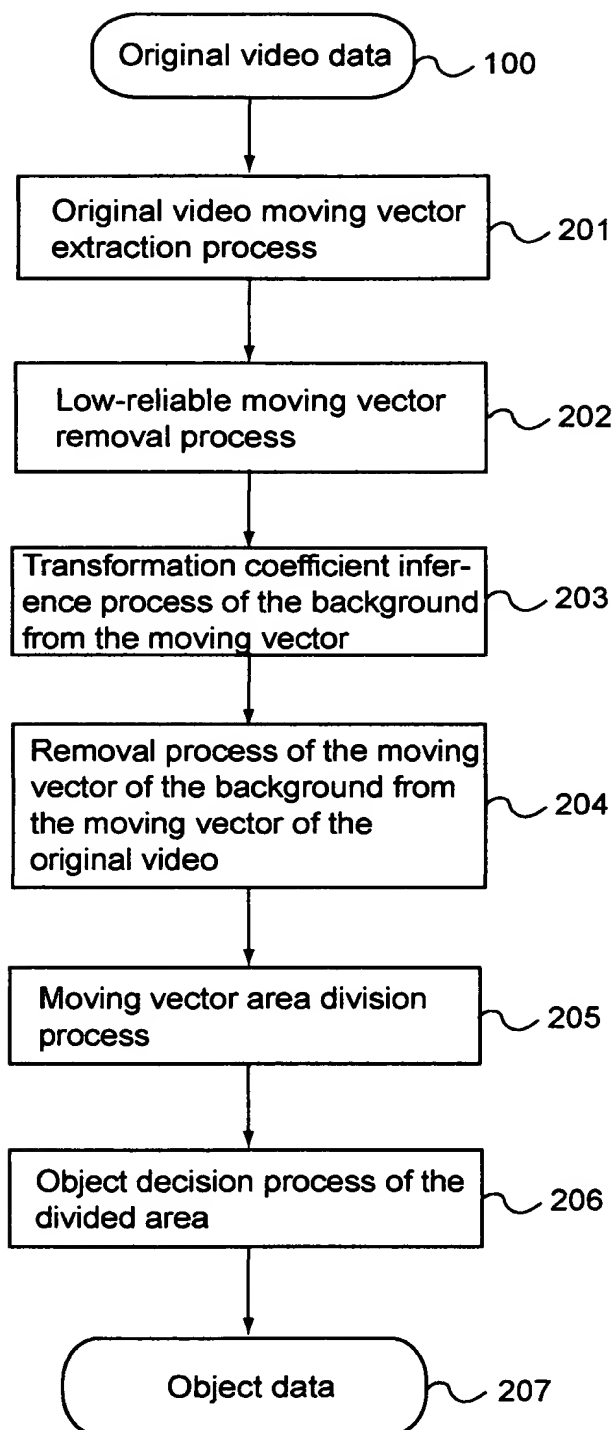 Original video data
100
Original video moving vector
extraction process
201
Low-reliable moving vector
removal process
202
Transformation coefficient infer-
ence process of the background
from the moving vector
203
Removal process of the moving
vector of the background from
the moving vector of the
original video
204
Moving vector area division
process
205
Object decision process of the
divided area
206
Object data
207